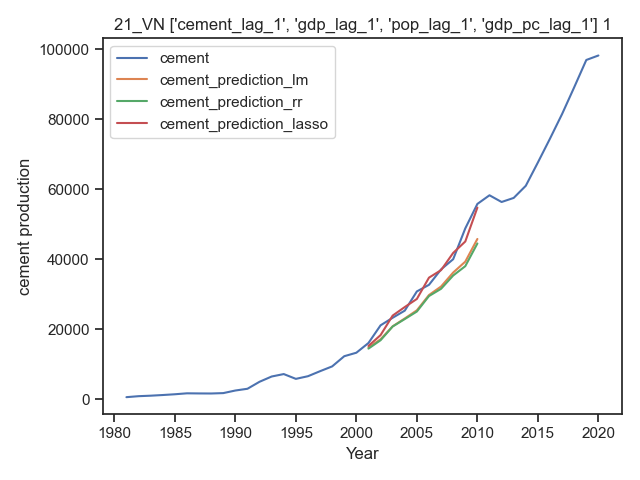 21_VN ['cement_lag_1', 'gdp_lag_1', 'pop_lag_1', 'gdp_pc_lag_1'] 1
cement
cement_prediction_lm
cement_prediction_rr
cement_prediction_lasso
100000
80000
60000
40000
20000
0
cement production
1980 1985 1990 1995 2000 2005 2010 2015 2020
Year